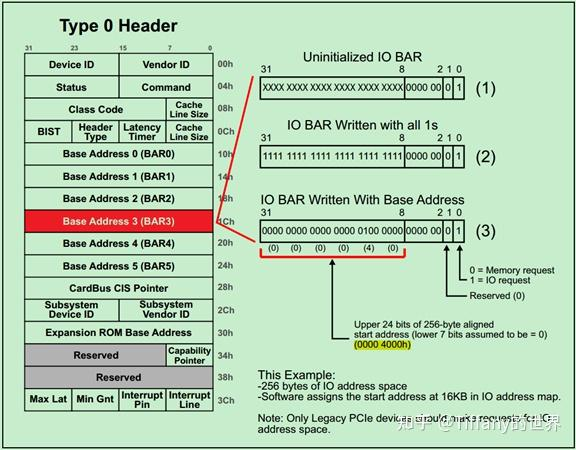 Type 0 Header
31 23 15 7 0
Device ID Vendor ID 00h
Status Command 04h
Class Code Cache Line Size 08h
BIST Header Type Latency Timer Cache Line Size 0Ch
Base Address 0 (BAR0) 10h
Base Address 1 (BAR1) 14h
Base Address 2 (BAR2) 18h
Base Address 3 (BAR3) 1Ch
Base Address 4 (BAR4) 20h
Base Address 5 (BAR5) 24h
CardBus CIS Pointer 28h
Subsystem Device ID Subsystem Vendor ID 2Ch
Expansion ROM Base Address 30h
Reserved Capability Pointer 34h
Reserved 38h
Max Lat Min Gnt Interrupt Pin Interrupt Line 3Ch
Uninitialized IO BAR
31 8 2 1 0
XXXX XXXX XXXX XXXX XXXX XXXX 0000 00 0 1 (1)
IO BAR Written with all 1s
1111 1111 1111 1111 1111 1111 0000 00 0 1 (2)
IO BAR Written With Base Address
31 8 2 1 0
0000 0000 0000 0000 0100 0000 0000 00 0 1 (3)
(0) (0) (0) (0) (4) (0)
0 = Memory request
1 = IO request
Reserved (0)
Upper 24 bits of 256-byte aligned
start address (lower 7 bits assumed to be = 0)
(0000 4000h)
This Example:
-256 bytes of IO address space
-Software assigns the start address at 16KB in IO address map.
Note: Only Legacy PCIe devices should make requests for IO
address space.
知乎 @Tiffany的世界